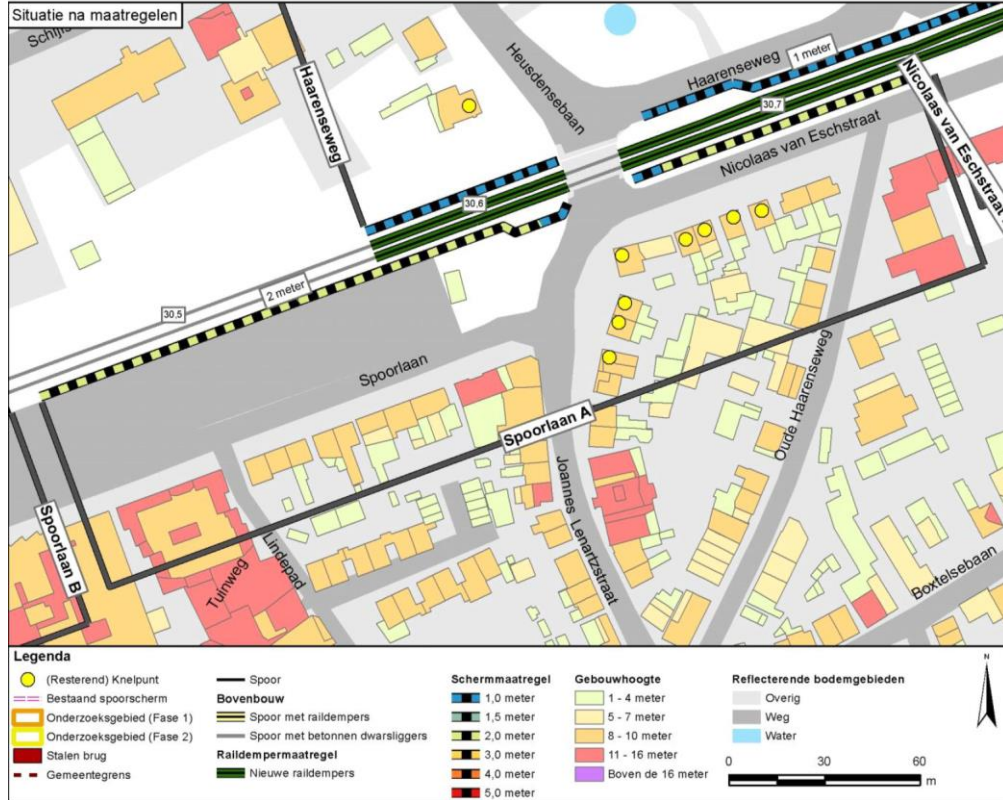 Situatie na maatregelen
Schijfs
Haarenseweg
Heusdensebaan
Haarenseweg
1 meter
30,7
Nicolaas van Eschstraat
Nicolaas van Eschstraat
30,6
2 meter
30,5
Spoorlaan
Spoorlaan A
Oude Haarenseweg
Joannes Lenartzstraat
Spoorlaan B
Tuinweg
Lindepad
Boxtelsebaan
Legenda
(Resterend) Knelpunt
Bestaand spoorscherm
Onderzoeksgebied (Fase 1)
Onderzoeksgebied (Fase 2)
Stalen brug
Gemeentegrens
Spoor
Bovenbouw
Spoor met raildempers
Spoor met betonnen dwarsliggers
Raildempermaatregel
Nieuwe raildempers
Schermmaatregel
1,0 meter
1,5 meter
2,0 meter
3,0 meter
4,0 meter
5,0 meter
Gebouwhoogte
1 - 4 meter
5 - 7 meter
8 - 10 meter
11 - 16 meter
Boven de 16 meter
Reflecterende bodemgebieden
Overig
Weg
Water
N
0 30 60
m